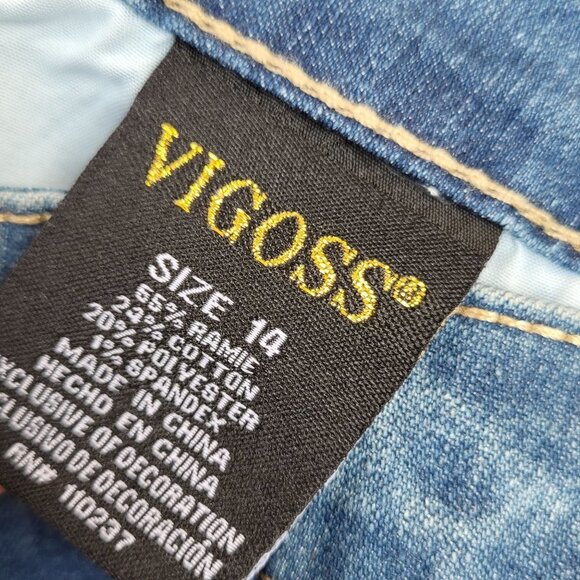 VIGOSS®
SIZE 14
55% RAMIE
24% COTTON
20% POLYESTER
1% SPANDEX
MADE IN CHINA
HECHO EN CHINA
EXCLUSIVE OF DECORATION
EXCLUSIVO DE DECORACIÓN
RN# 110237